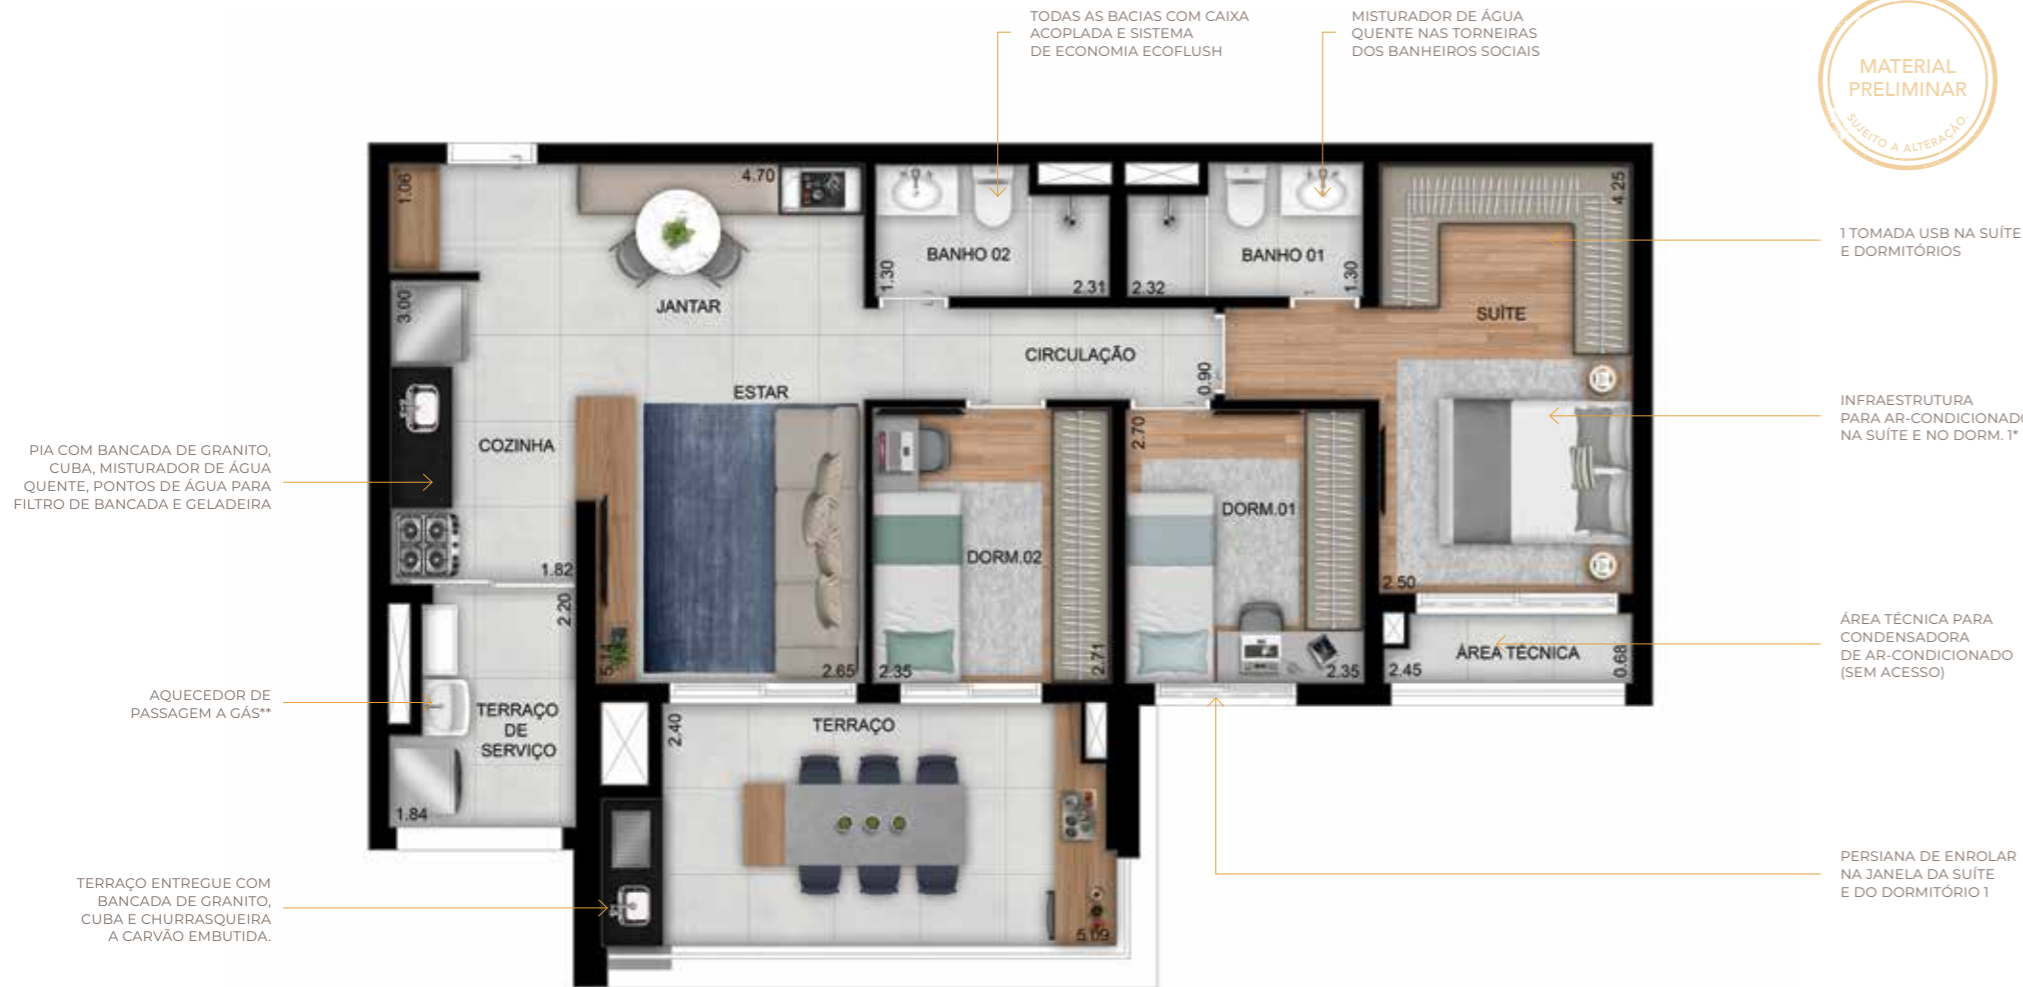 TODAS AS BACIAS COM CAIXA
ACOPLADA E SISTEMA
DE ECONOMIA ECOFLUSH
MISTURADOR DE ÁGUA
QUENTE NAS TORNEIRAS
DOS BANHEIROS SOCIAIS
MATERIAL
PRELIMINAR
SUJEITO A ALTERAÇÃO.
1 TOMADA USB NA SUÍTE
E DORMITÓRIOS
INFRAESTRUTURA
PARA AR-CONDICIONADO
NA SUÍTE E NO DORM. 1*
ÁREA TÉCNICA PARA
CONDENSADORA
DE AR-CONDICIONADO
(SEM ACESSO)
PERSIANA DE ENROLAR
NA JANELA DA SUÍTE
E DO DORMITÓRIO 1
PIA COM BANCADA DE GRANITO,
CUBA, MISTURADOR DE ÁGUA
QUENTE, PONTOS DE ÁGUA PARA
FILTRO DE BANCADA E GELADEIRA
AQUECEDOR DE
PASSAGEM A GÁS**
TERRAÇO ENTREGUE COM
BANCADA DE GRANITO,
CUBA E CHURRASQUEIRA
A CARVÃO EMBUTIDA.
1.06
4.70
3.00
JANTAR
BANHO 02
1.30
2.31
BANHO 01
2.32
1.30
4.25
SUÍTE
CIRCULAÇÃO
0.90
ESTAR
COZINHA
1.82
2.20
5.14
2.65
DORM.02
2.35
2.71
2.70
DORM.01
2.35
2.50
ÁREA TÉCNICA
2.45
0.68
TERRAÇO
DE
SERVIÇO
1.84
TERRAÇO
2.40
5.09